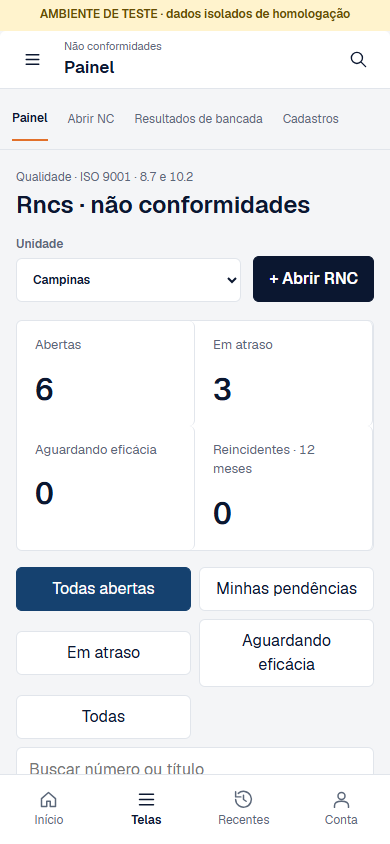 AMBIENTE DE TESTE · dados isolados de homologação
Não conformidades
Painel
Painel
Abrir NC
Resultados de bancada
Cadastros
Qualidade · ISO 9001 · 8.7 e 10.2
Rncs · não conformidades
Unidade
Campinas
+ Abrir RNC
Abertas
6
Em atraso
3
Aguardando eficácia
0
Reincidentes · 12
meses
0
Todas abertas
Minhas pendências
Em atraso
Aguardando
eficácia
Todas
Buscar número ou título
Início
Telas
Recentes
Conta